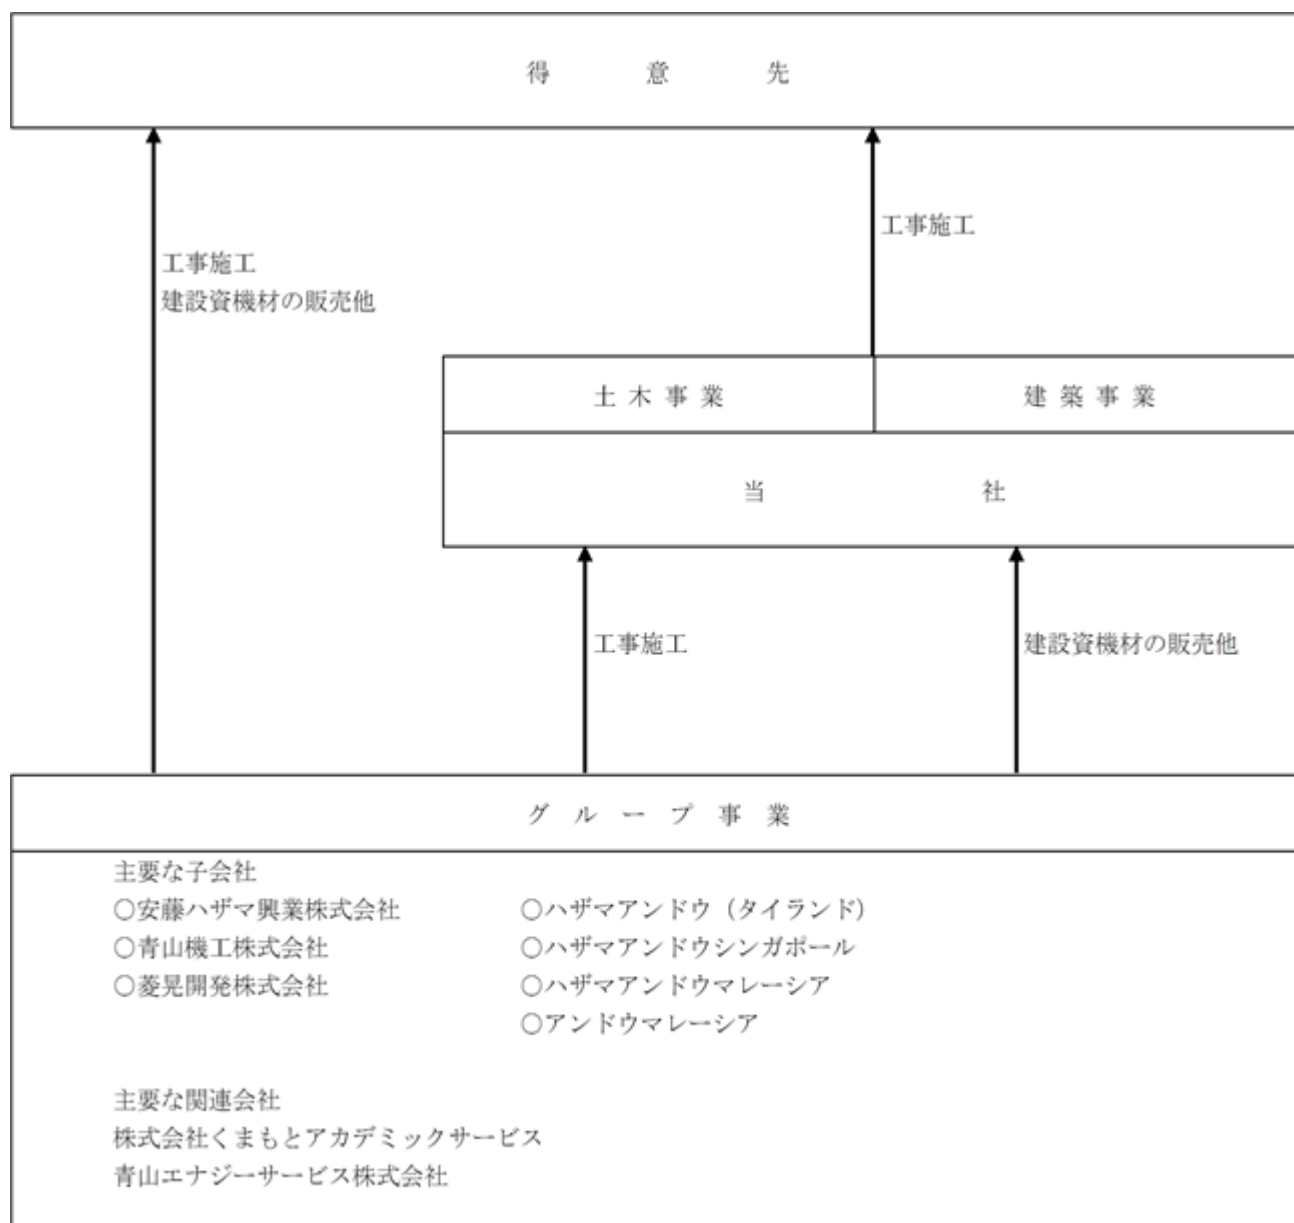 得意先
工事施工
工事施工
建設資機材の販売他
土木事業
建築事業
当社
工事施工
建設資機材の販売他
グループ事業
主要な子会社
○安藤ハザマ興業株式会社
○ハザマアンドウ（タイランド）
○青山機工株式会社
○ハザマアンドウシンガポール
○菱晃開発株式会社
○ハザマアンドウマレーシア
○アンドウマレーシア
主要な関連会社
株式会社くまもとアカデミックサービス
青山エナジーサービス株式会社